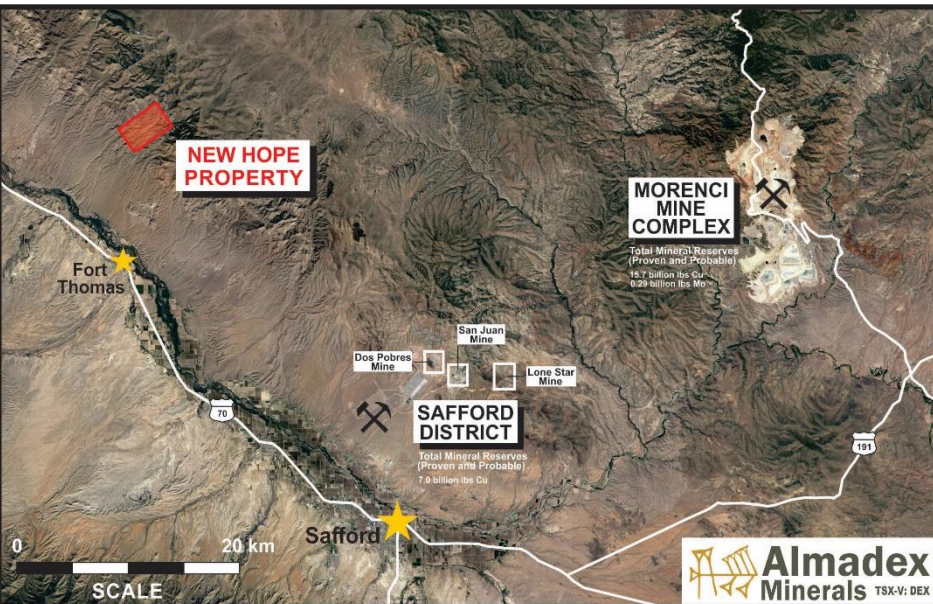 NEW HOPE
PROPERTY
MORENCI
MINE
COMPLEX
Total Mineral Reserves
(Proven and Probable)
15.7 billion lbs Cu
0.29 billion lbs Mo
Fort
Thomas
San Juan
Mine
Dos Pobres
Mine
Lone Star
Mine
70
SAFFORD
DISTRICT
Total Mineral Reserves
(Proven and Probable)
7.0 billion lbs Cu
191
Safford
0 20 km
SCALE
Almadex
Minerals TSX-V: DEX